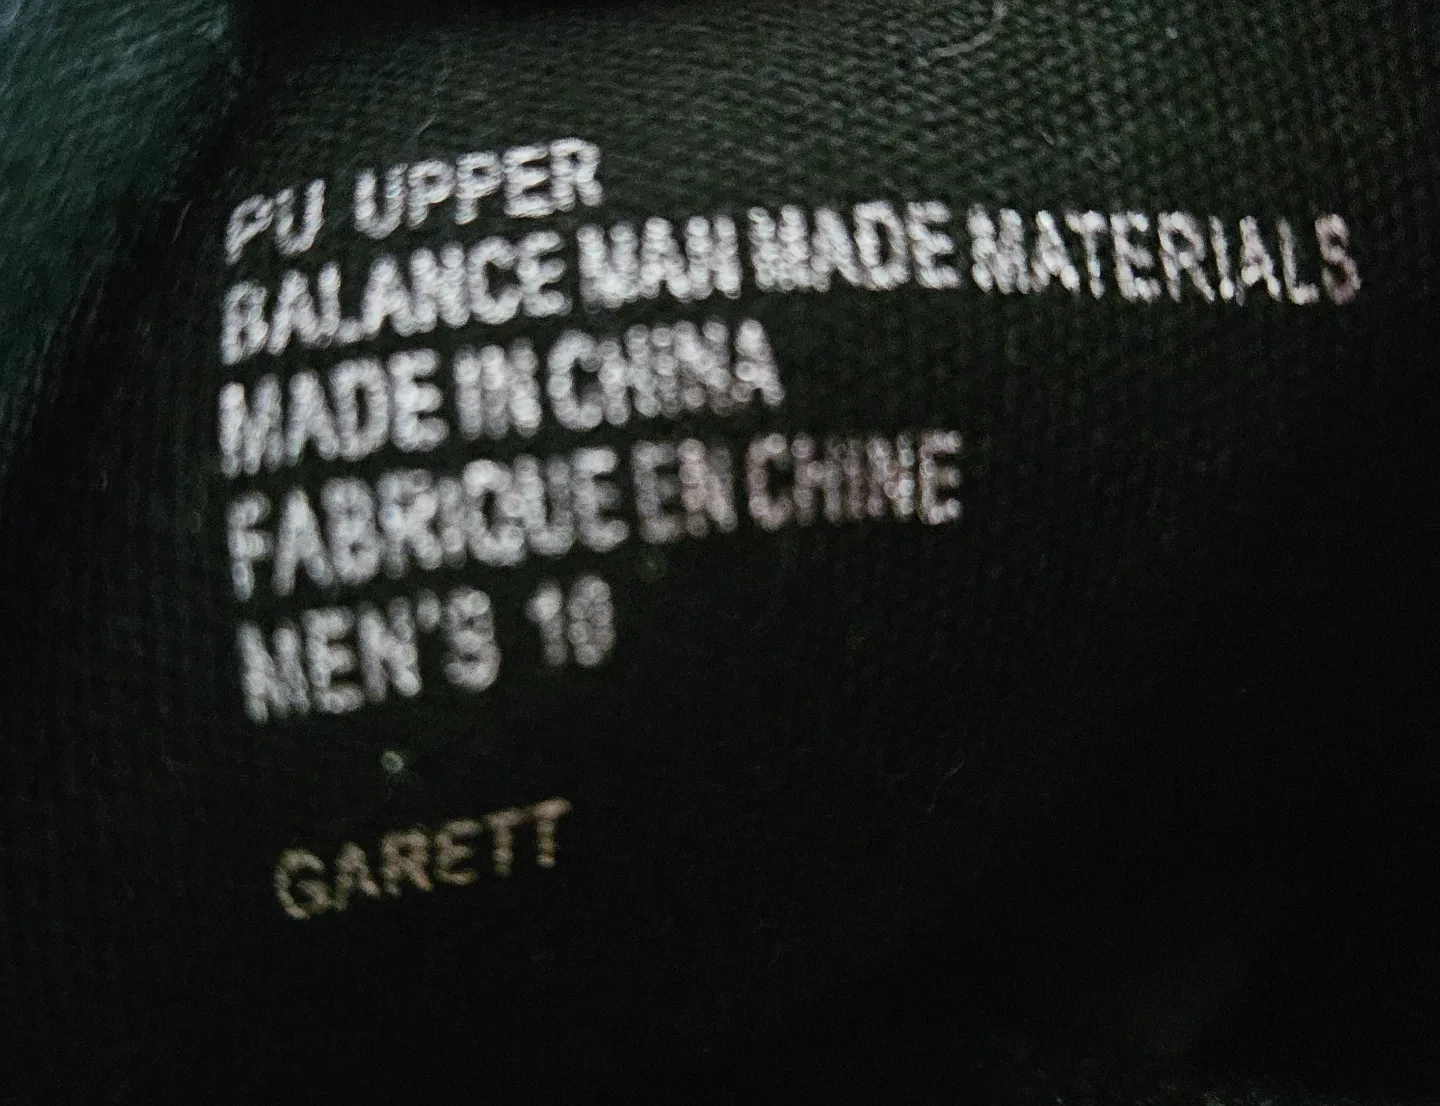 PU UPPER
BALANCE MAN MADE MATERIALS
MADE IN CHINA
FABRIQUE EN CHINE
MEN'S 10
GARETT